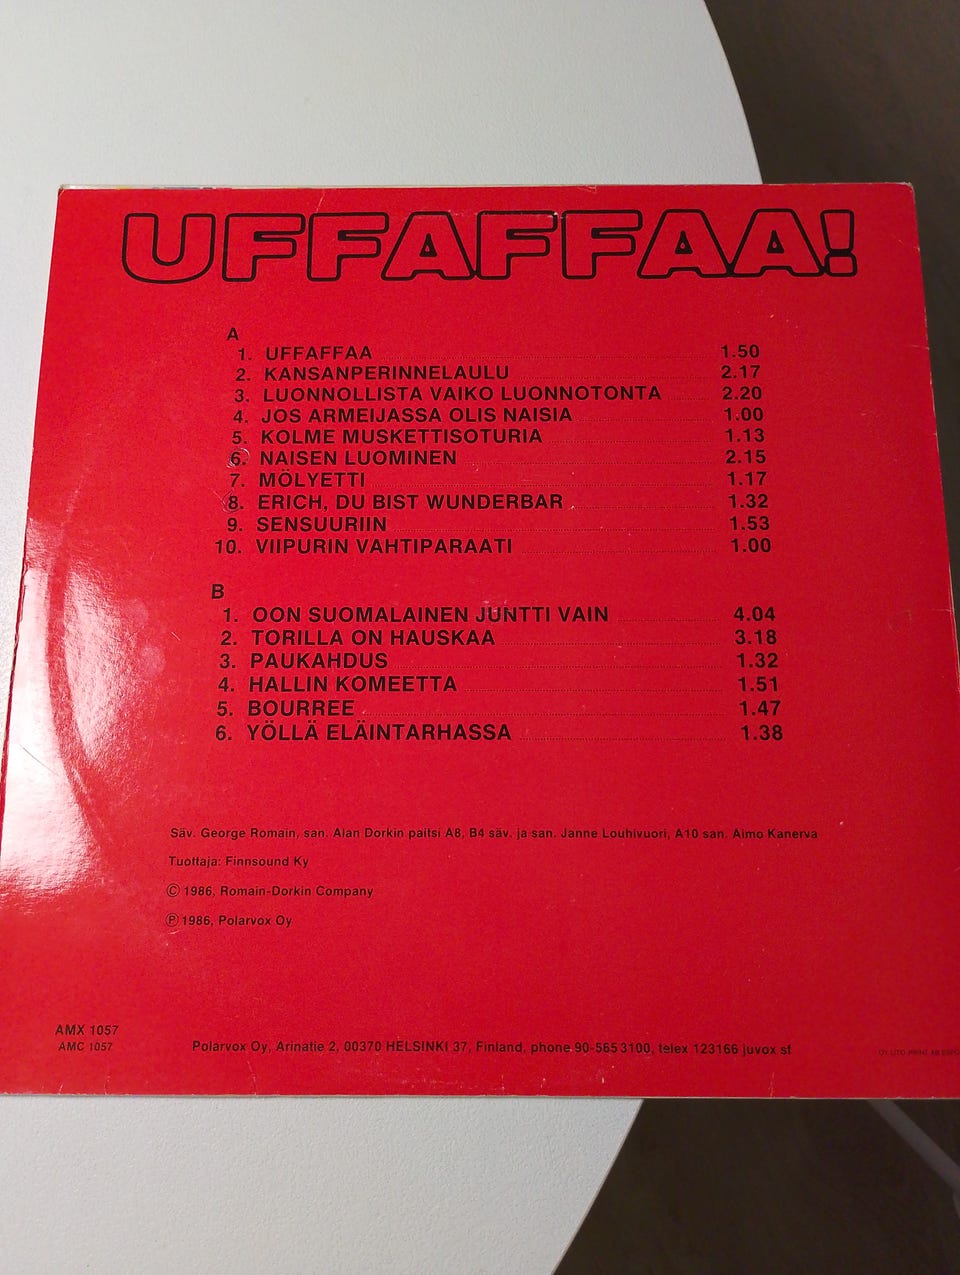 UFFAFFAA!
A
1. UFFAFFAA 1.50
2. KANSANPERINNELAULU 2.17
3. LUONNOLLISTA VAIKO LUONNOTONTA 2.20
4. JOS ARMEIJASSA OLIS NAISIA 1.00
5. KOLME MUSKETTISOTURIA 1.13
6. NAISEN LUOMINEN 2.15
7. MÖLYETTI 1.17
8. ERICH, DU BIST WUNDERBAR 1.32
9. SENSUURIIN 1.53
10. VIIPURIN VAHTIPARAATI 1.00
B
1. OON SUOMALAINEN JUNTTI VAIN 4.04
2. TORILLA ON HAUSKAA 3.18
3. PAUKAHDUS 1.32
4. HALLIN KOMEETTA 1.51
5. BOURREE 1.47
6. YÖLLÄ ELÄINTARHASSA 1.38
Säv. George Romain, san. Alan Dorkin paitsi A8, B4 säv. ja san. Janne Louhivuori, A10 san. Aimo Kanerva
Tuottaja: Finnsound Ky
© 1986, Romain-Dorkin Company
℗ 1986, Polarvox Oy
AMX 1057
AMC 1057
Polarvox Oy, Arinatie 2, 00370 HELSINKI 37, Finland, phone 90-565 3100, telex 123166 juvox sf
OY LITO PRINT AB